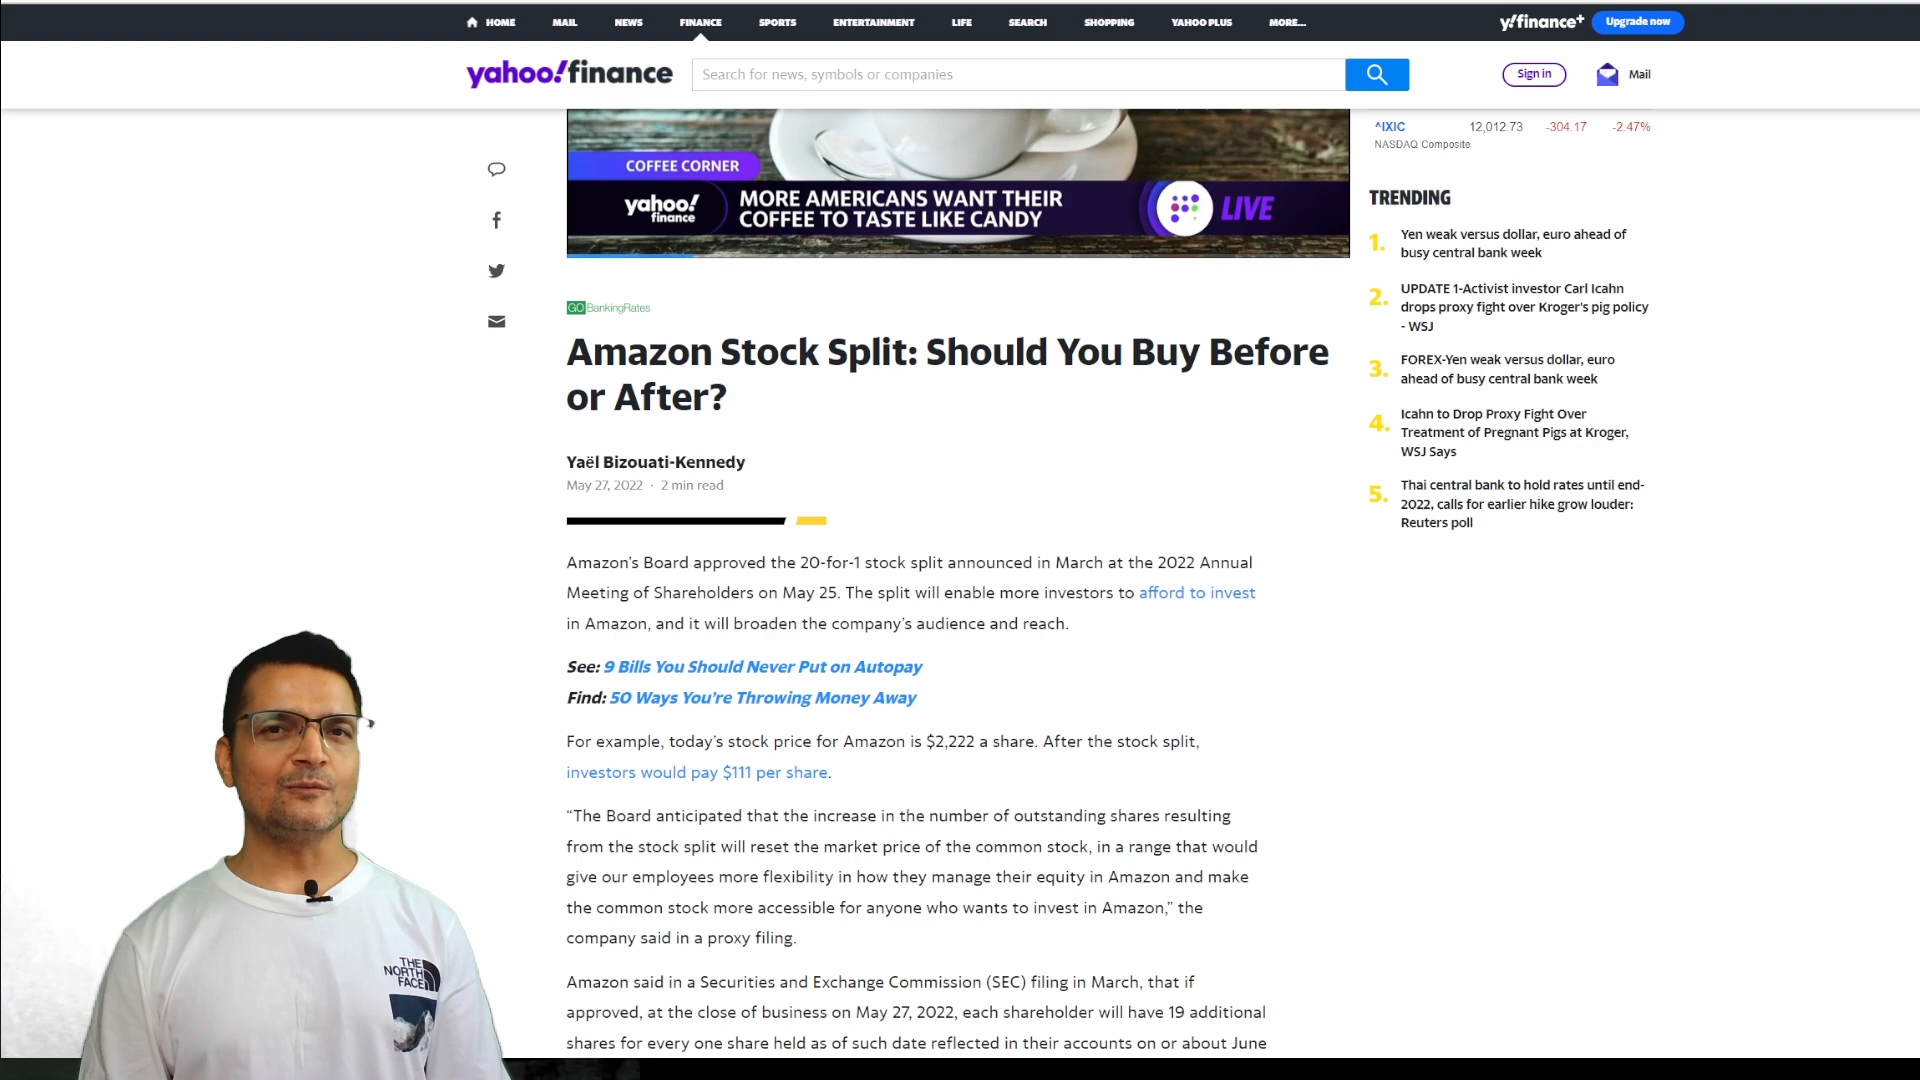 HOME MAIL NEWS FINANCE SPORTS ENTERTAINMENT LIFE SEARCH SHOPPING YAHOO PLUS MORE...
y!finance+ Upgrade now
yahoo!finance
Search for news, symbols or companies
Sign in
Mail
COFFEE CORNER
yahoo!
finance
MORE AMERICANS WANT THEIR
COFFEE TO TASTE LIKE CANDY
LIVE
GOBankingRates
Amazon Stock Split: Should You Buy Before
or After?
Yaël Bizouati-Kennedy
May 27, 2022 · 2 min read
Amazon’s Board approved the 20-for-1 stock split announced in March at the 2022 Annual
Meeting of Shareholders on May 25. The split will enable more investors to afford to invest
in Amazon, and it will broaden the company’s audience and reach.
See: 9 Bills You Should Never Put on Autopay
Find: 50 Ways You’re Throwing Money Away
For example, today’s stock price for Amazon is $2,222 a share. After the stock split,
investors would pay $111 per share.
“The Board anticipated that the increase in the number of outstanding shares resulting
from the stock split will reset the market price of the common stock, in a range that would
give our employees more flexibility in how they manage their equity in Amazon and make
the common stock more accessible for anyone who wants to invest in Amazon,” the
company said in a proxy filing.
Amazon said in a Securities and Exchange Commission (SEC) filing in March, that if
approved, at the close of business on May 27, 2022, each shareholder will have 19 additional
shares for every one share held as of such date reflected in their accounts on or about June
^IXIC 12,012.73 -304.17 -2.47%
NASDAQ Composite
TRENDING
1. Yen weak versus dollar, euro ahead of
busy central bank week
2. UPDATE 1-Activist investor Carl Icahn
drops proxy fight over Kroger's pig policy
- WSJ
3. FOREX-Yen weak versus dollar, euro
ahead of busy central bank week
4. Icahn to Drop Proxy Fight Over
Treatment of Pregnant Pigs at Kroger,
WSJ Says
5. Thai central bank to hold rates until end-
2022, calls for earlier hike grow louder:
Reuters poll
THE
NORTH
FACE